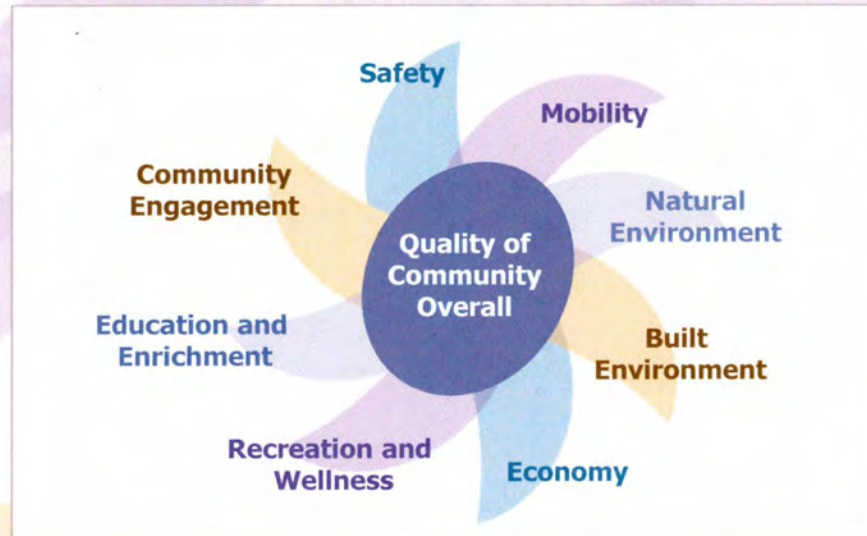 Safety
Mobility
Community
Engagement
Natural
Environment
Quality of
Community
Overall
Education and
Enrichment
Built
Environment
Recreation and
Wellness
Economy